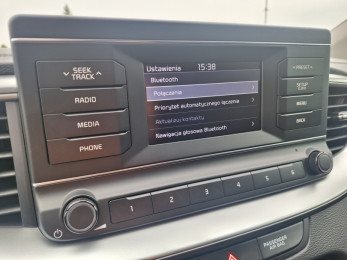 Ustawienia 15:38
Bluetooth
Połączenia
Priorytet automatycznego łączenia
Aktualizuj kontakty
Nawigacja głosowa Bluetooth
SEEK
TRACK
RADIO
MEDIA
PHONE
PRESET
SETUP
MENU
BACK
1 2 3 4 5 6
PASSENGER
AIR BAG